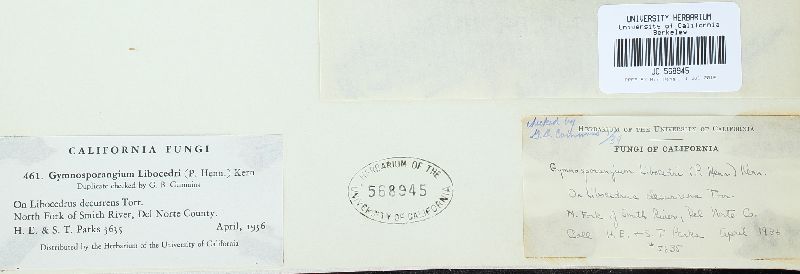 UNIVERSITY HERBARIUM
University of California
Berkeley
UC 568945
CALIFORNIA FUNGI
461. Gymnosporangium Libocedri (P. Henn.) Kern
Duplicate checked by G. B. Cummins
On Libocedrus decurrens Torr.
North Fork of Smith River, Del Norte County.
H. E. & S. T. Parks 3635 April, 1936
Distributed by the Herbarium of the University of California
HERBARIUM OF THE
568945
UNIVERSITY OF CALIFORNIA
checked by
G. B. Cummins /39
HERBARIUM OF THE UNIVERSITY OF CALIFORNIA
FUNGI OF CALIFORNIA
Gymnosporangium Libocedri (P. Henn) Kern.
On Libocedrus decurrens Torr.
N. Fork of Smith River, Del Norte Co.
Coll. H. E. + S. T. Parks April 1936